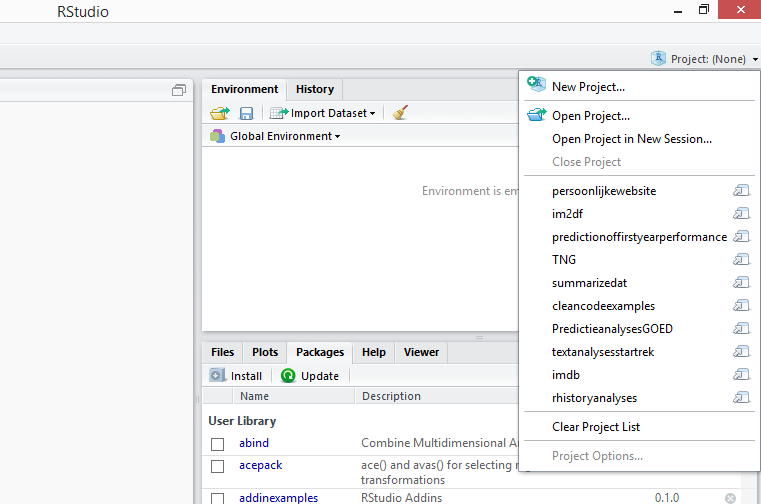 RStudio
Project: (None)
Environment History
Import Dataset
Global Environment
Environment is em
New Project...
Open Project...
Open Project in New Session...
Close Project
persoonlijkewebsite
im2df
predictionoffirstyearperformance
TNG
summarizedat
cleancodeexamples
PredictieanalysesGOED
textanalysesstartrek
imdb
rhistoryanalyses
Clear Project List
Project Options...
Files Plots Packages Help Viewer
Install Update
Name Description
User Library
abind Combine Multidimensional A
acepack ace() and avas() for selecting
transformations
addinexamples RStudio Addins 0.1.0